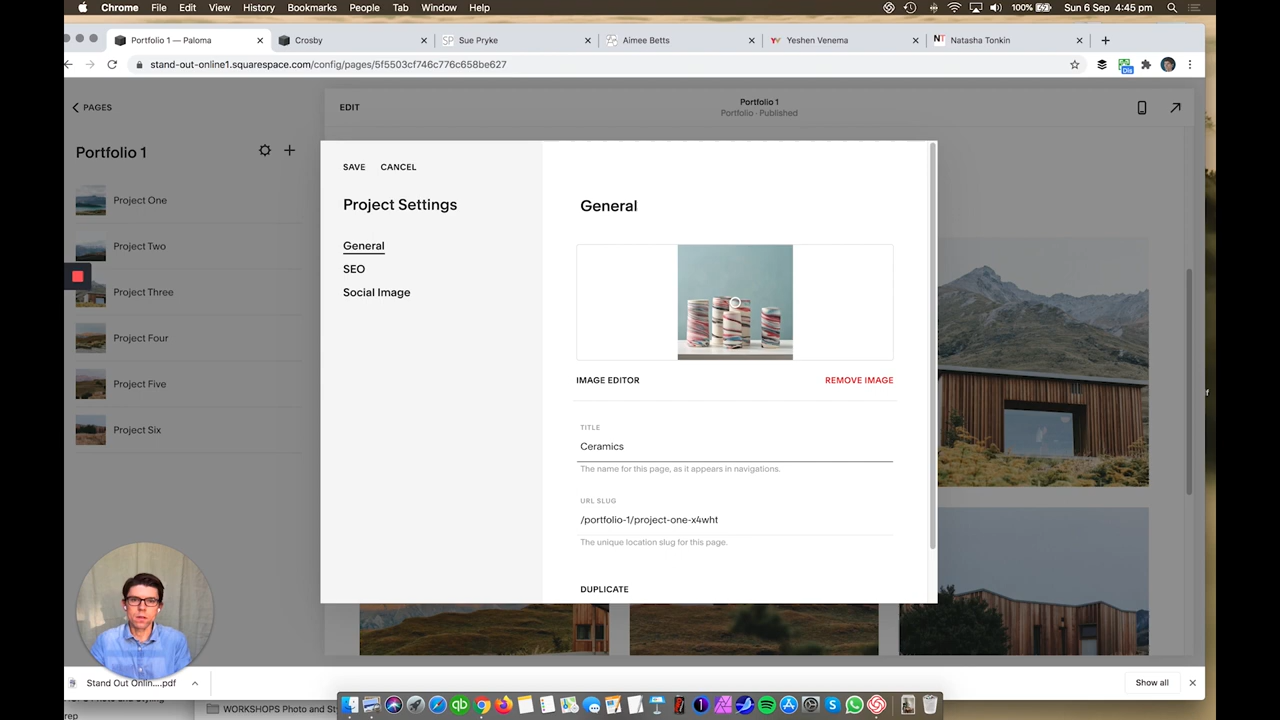 Chrome File Edit View History Bookmarks People Tab Window Help 100% Sun 6 Sep 4:45 pm
Portfolio 1 — Paloma Crosby SP Sue Pryke Aimee Betts Yeshen Venema NT Natasha Tonkin
stand-out-online1.squarespace.com/config/pages/5f5503cf746c776c658be627
Dis
PAGES
EDIT
Portfolio 1
Portfolio · Published
Portfolio 1
Project One
Project Two
Project Three
Project Four
Project Five
Project Six
SAVE CANCEL
Project Settings
General
SEO
Social Image
General
IMAGE EDITOR REMOVE IMAGE
TITLE
Ceramics
The name for this page, as it appears in navigations.
URL SLUG
/portfolio-1/project-one-x4wht
The unique location slug for this page.
DUPLICATE
Stand Out Onlin....pdf
Show all
WORKSHOPS Photo and St